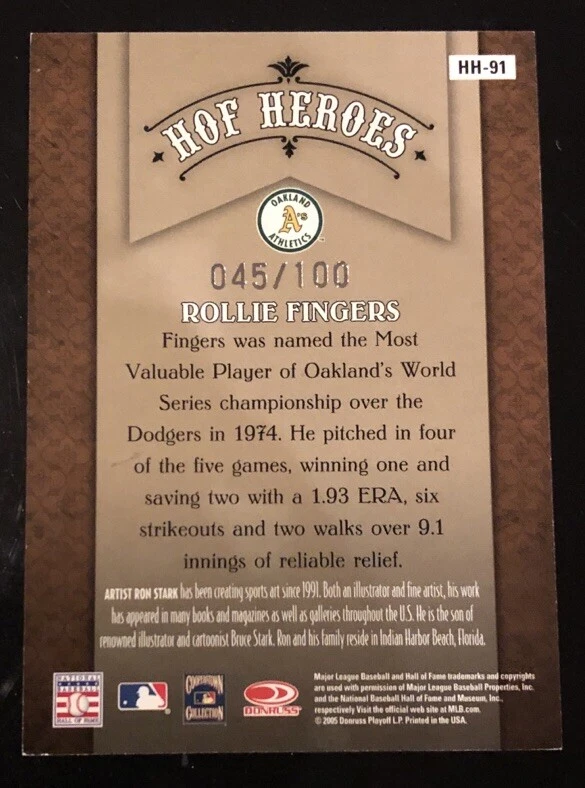 HH-91
HOF HEROES
OAKLAND
A's
ATHLETICS
045/100
ROLLIE FINGERS
Fingers was named the Most
Valuable Player of Oakland's World
Series championship over the
Dodgers in 1974. He pitched in four
of the five games, winning one and
saving two with a 1.93 ERA, six
strikeouts and two walks over 9.1
innings of reliable relief.
ARTIST RON STARK has been creating sports art since 1991. Both an illustrator and fine artist, his work
has appeared in many books and magazines as well as galleries throughout the U.S. He is the son of
renowned illustrator and cartoonist Bruce Stark. Ron and his family reside in Indian Harbor Beach, Florida.
NATIONAL
BASEBALL
HALL OF FAME
COOPERSTOWN
COLLECTION
DONRUSS
Major League Baseball and Hall of Fame trademarks and copyrights
are used with permission of Major League Baseball Properties, Inc.
and the National Baseball Hall of Fame and Museum, Inc.,
respectively Visit the official web site at MLB.com.
© 2005 Donruss Playoff L.P. Printed in the USA.